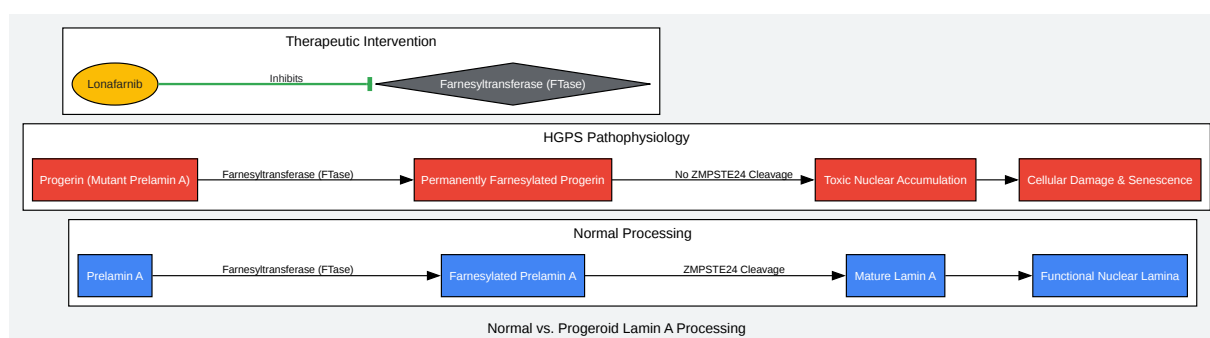 Therapeutic Intervention
Lonafarnib
Inhibits
Farnesyltransferase (FTase)
HGPS Pathophysiology
Progerin (Mutant Prelamin A)
Farnesyltransferase (FTase)
Permanently Farnesylated Progerin
No ZMPSTE24 Cleavage
Toxic Nuclear Accumulation
Cellular Damage & Senescence
Normal Processing
Prelamin A
Farnesyltransferase (FTase)
Farnesylated Prelamin A
ZMPSTE24 Cleavage
Mature Lamin A
Functional Nuclear Lamina
Normal vs. Progeroid Lamin A Processing